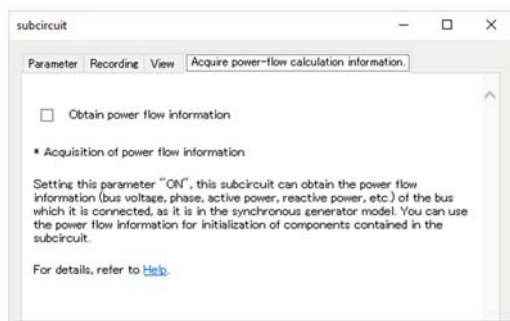 subcircuit
Parameter Recording View Acquire power-flow calculation information.
Obtain power flow information
* Acquisition of power flow information
Setting this parameter "ON", this subcircuit can obtain the power flow
information (bus voltage, phase, active power, reactive power, etc.) of the bus
which it is connected, as it is in the synchronous generator model. You can use
the power flow information for initialization of components contained in the
subcircuit.
For details, refer to Help.